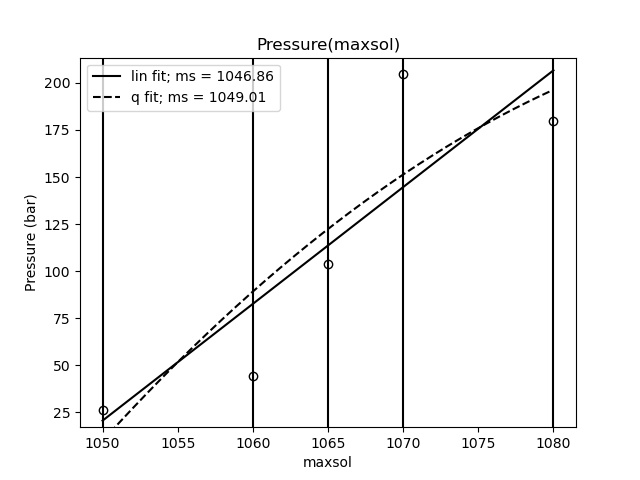 Pressure(maxsol)
lin fit; ms = 1046.86
q fit; ms = 1049.01
Pressure (bar)
200
175
150
125
100
75
50
25
1050 1055 1060 1065 1070 1075 1080
maxsol